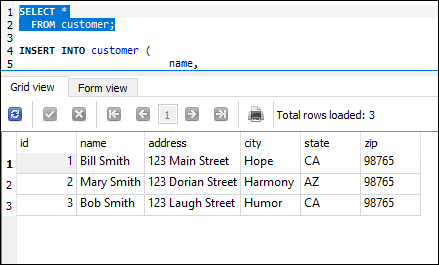 1 SELECT *
2 FROM customer;
3
4 INSERT INTO customer (
5 name,
Grid view Form view
1 Total rows loaded: 3
id name address city state zip
1 1 Bill Smith 123 Main Street Hope CA 98765
2 2 Mary Smith 123 Dorian Street Harmony AZ 98765
3 3 Bob Smith 123 Laugh Street Humor CA 98765